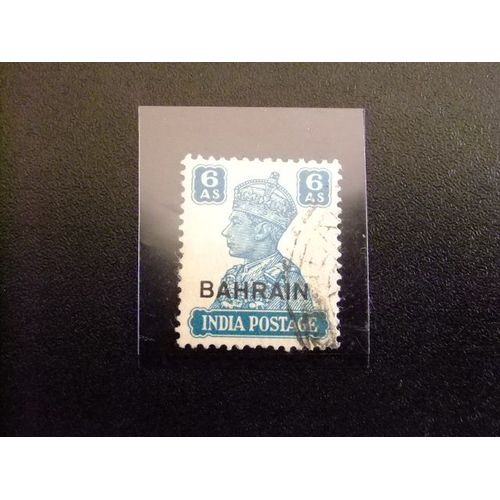 6 6
AS AS
BAHRAIN
INDIA POSTAGE